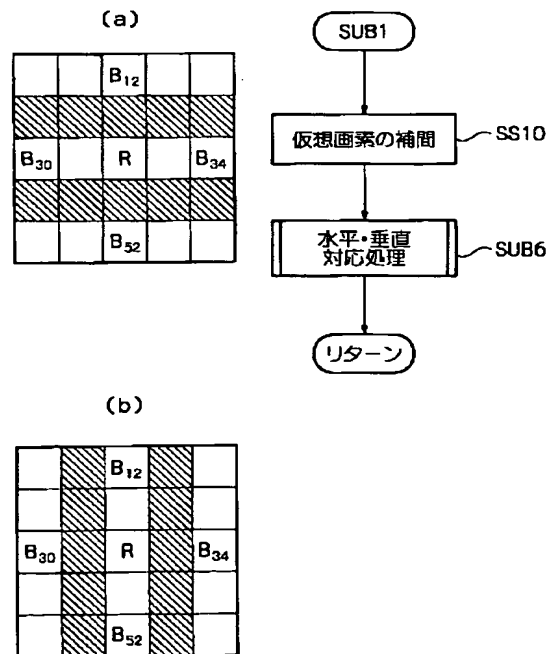 (a)
B12
B30 R B34
B52
SUB1
仮想画素の補間
SS10
水平・垂直
対応処理
SUB6
リターン
(b)
B12
B30 R B34
B52